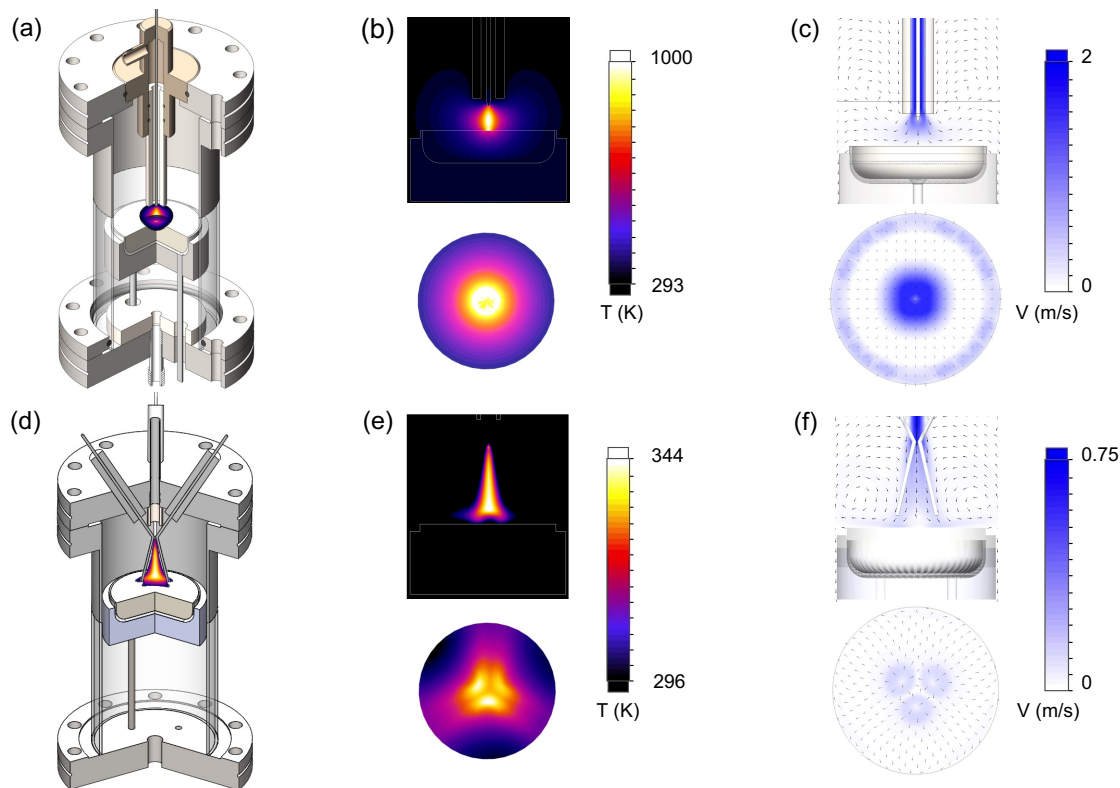 (a)
(b)
1000
293
T (K)
(c)
2
0
V (m/s)
(d)
(e)
344
296
T (K)
(f)
0.75
0
V (m/s)